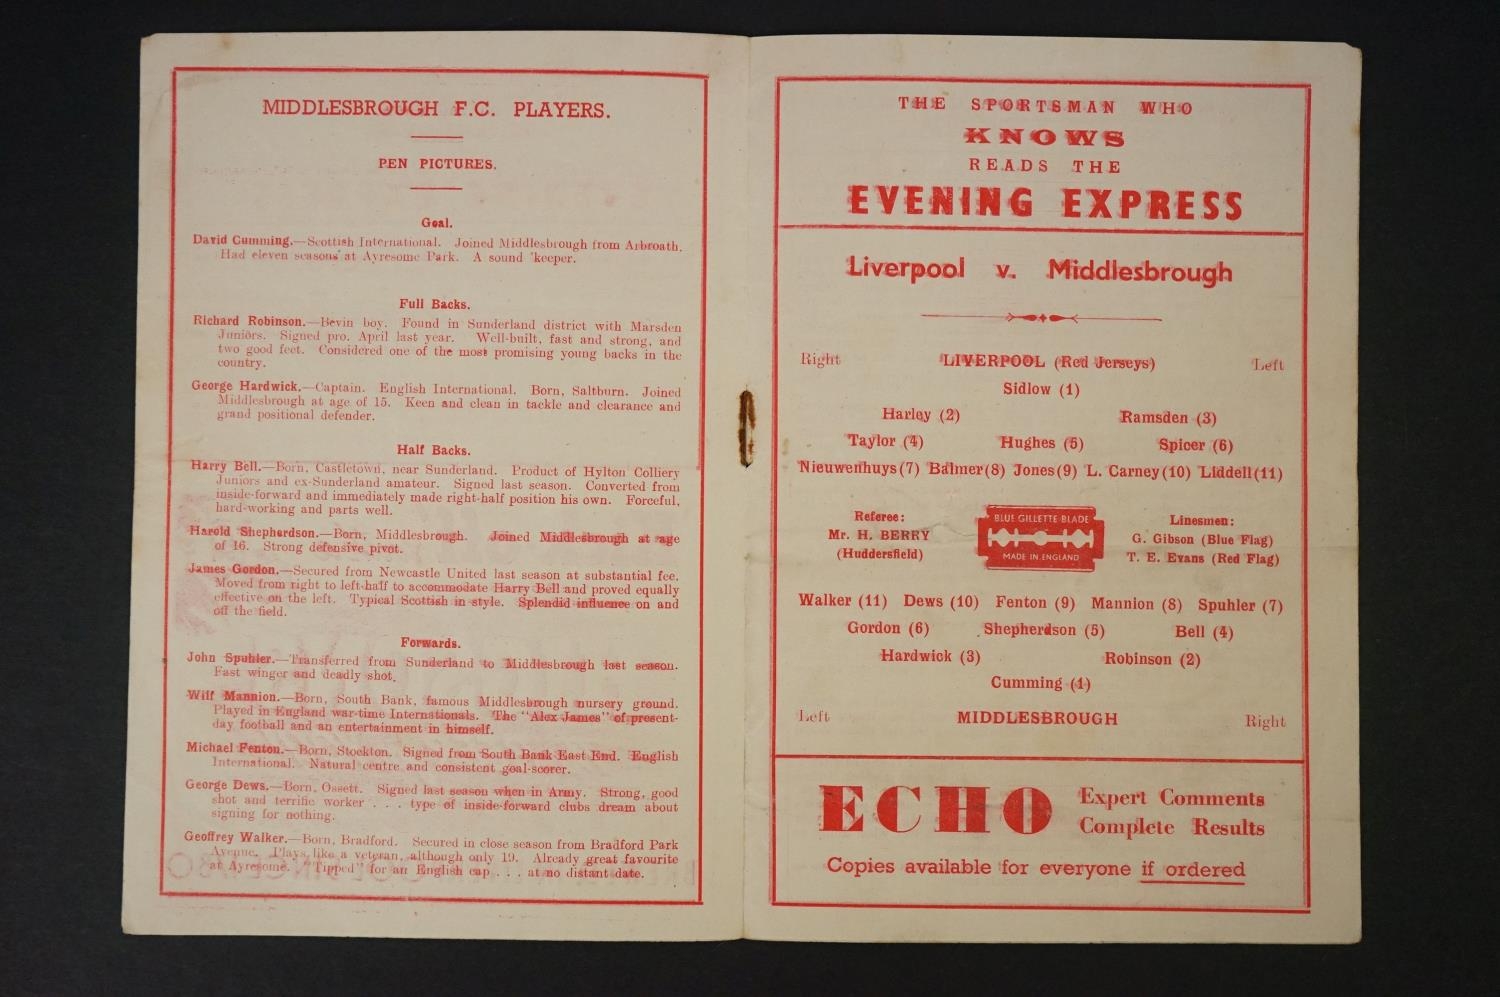 MIDDLESBROUGH F.C. PLAYERS.
PEN PICTURES.
Goal.
David Cumming.—Scottish International. Joined Middlesbrough from Arbroath.
Had eleven seasons at Ayresome Park. A sound 'keeper.
Full Backs.
Richard Robinson.—Bevin boy. Found in Sunderland district with Marsden
Juniors. Signed pro. April last year. Well-built, fast and strong, and
two good feet. Considered one of the most promising young backs in the
country.
George Hardwick.—Captain. English International. Born, Saltburn. Joined
Middlesbrough at age of 15. Keen and clean in tackle and clearance and
grand positional defender.
Half Backs.
Harry Bell.—Born, Castletown, near Sunderland. Product of Hylton Colliery
Juniors and ex-Sunderland amateur. Signed last season. Converted from
inside-forward and immediately made right-half position his own. Forceful,
hard-working and parts well.
Harold Shepherdson.—Born, Middlesbrough. Joined Middlesbrough at age
of 16. Strong defensive pivot.
James Gordon.—Secured from Newcastle United last season at substantial fee.
Moved from right to left-half to accommodate Harry Bell and proved equally
effective on the left. Typical Scottish in style. Splendid influence on and
off the field.
Forwards.
John Spuhler.—Transferred from Sunderland to Middlesbrough last season.
Fast winger and deadly shot.
Wilf Mannion.—Born, South Bank, famous Middlesbrough nursery ground.
Played in England war-time Internationals. The "Alex James" of present-
day football and an entertainment in himself.
Michael Fenton.—Born, Stockton. Signed from South Bank East End. English
International. Natural centre and consistent goal-scorer.
George Dews.—Born, Ossett. Signed last season when in Army. Strong, good
shot and terrific worker . . . type of inside-forward clubs dream about
signing for nothing.
Geoffrey Walker.—Born, Bradford. Secured in close season from Bradford Park
Avenue. Plays like a veteran, although only 19. Already great favourite
at Ayresome. "Tipped" for an English cap . . . at no distant date.
THE SPORTSMAN WHO
KNOWS
READS THE
EVENING EXPRESS
Liverpool v. Middlesbrough
Right LIVERPOOL (Red Jerseys) Left
Sidlow (1)
Harley (2) Ramsden (3)
Taylor (4) Hughes (5) Spicer (6)
Nieuwenhuys (7) Balmer (8) Jones (9) L. Carney (10) Liddell (11)
Referee:
Mr. H. BERRY
(Huddersfield)
BLUE GILLETTE BLADE
MADE IN ENGLAND
Linesmen:
G. Gibson (Blue Flag)
T. E. Evans (Red Flag)
Walker (11) Dews (10) Fenton (9) Mannion (8) Spuhler (7)
Gordon (6) Shepherdson (5) Bell (4)
Hardwick (3) Robinson (2)
Cumming (1)
Left MIDDLESBROUGH Right
ECHO Expert Comments
Complete Results
Copies available for everyone if ordered